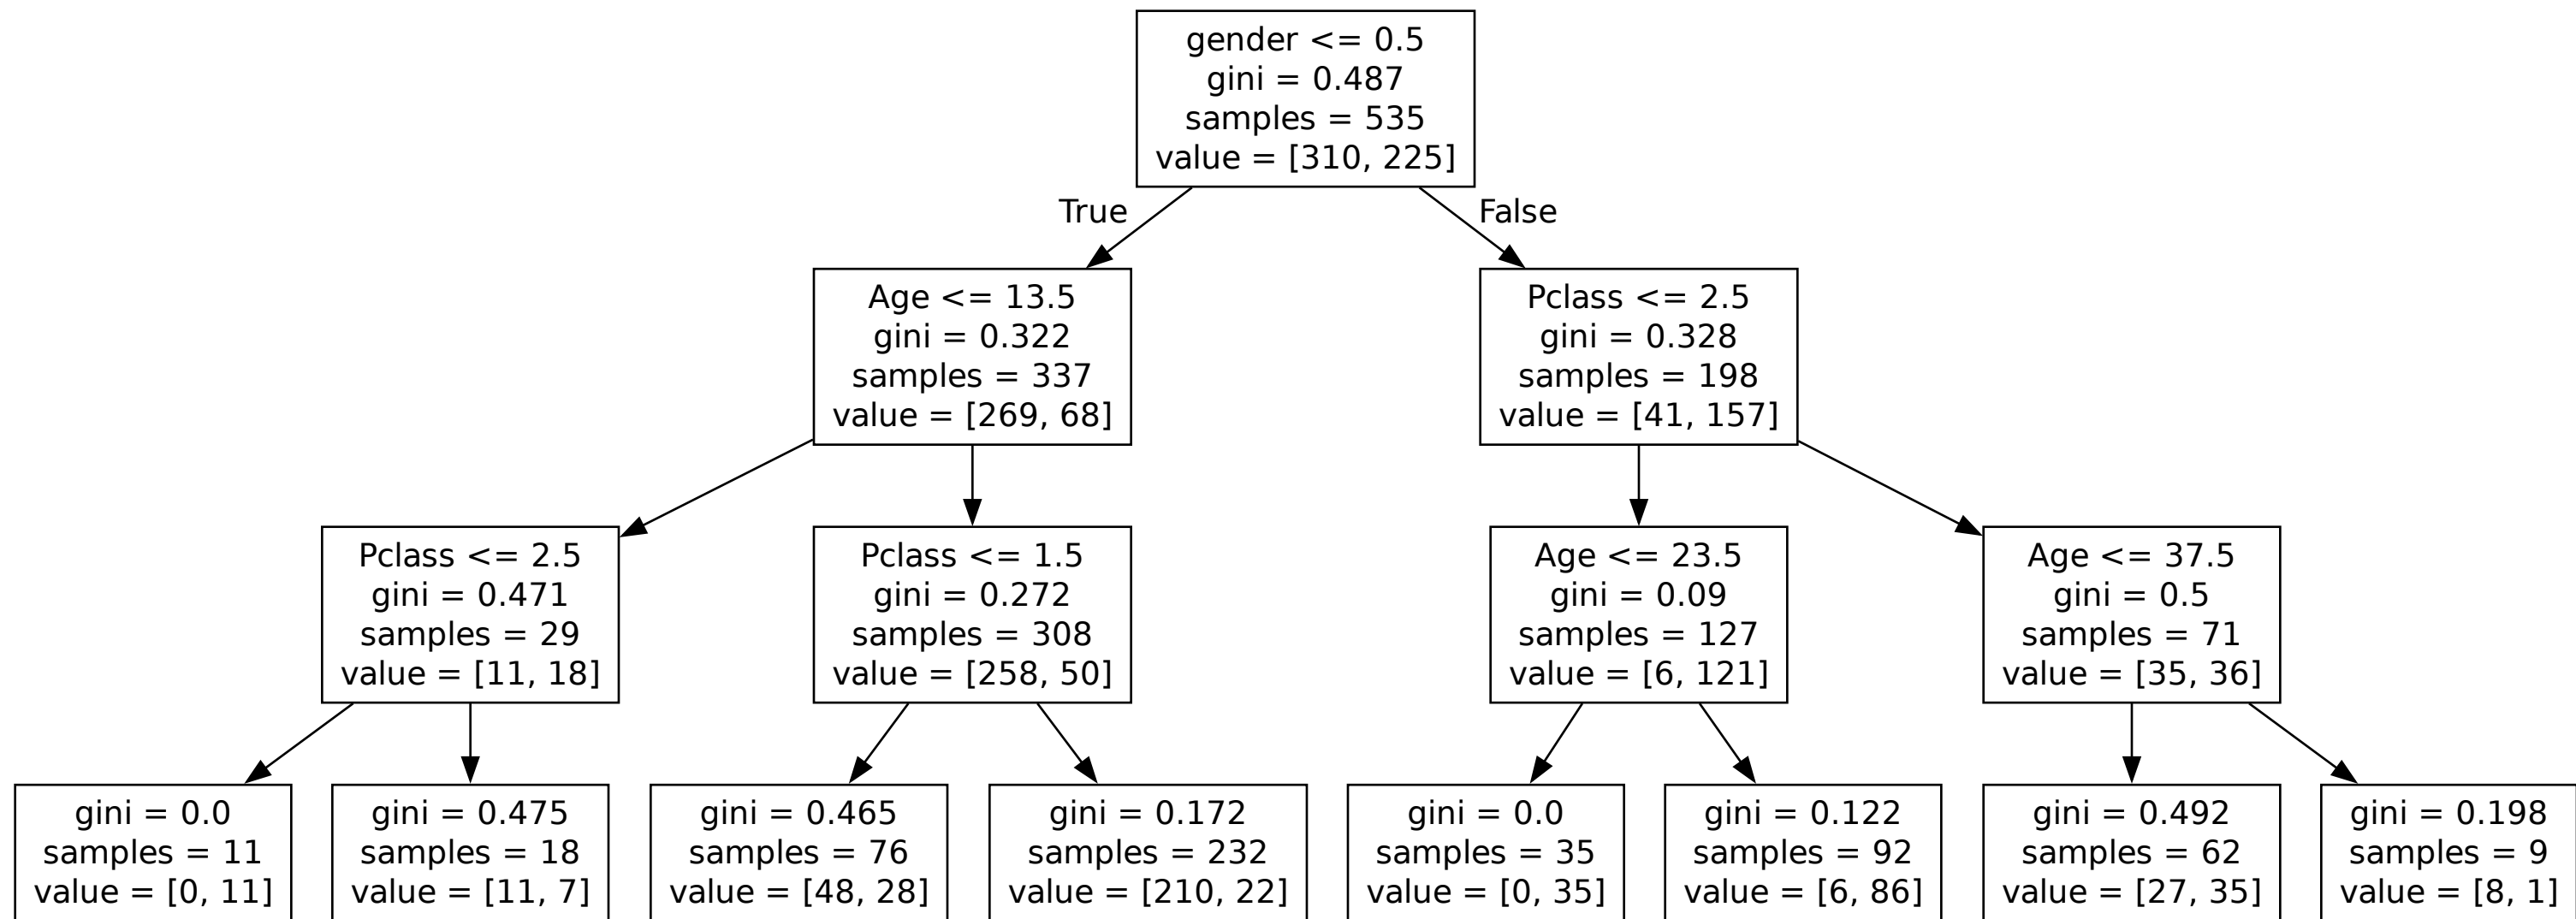 gender <= 0.5
gini = 0.487
samples = 535
value = [310, 225]
True
False
Age <= 13.5
gini = 0.322
samples = 337
value = [269, 68]
Pclass <= 2.5
gini = 0.328
samples = 198
value = [41, 157]
Pclass <= 2.5
gini = 0.471
samples = 29
value = [11, 18]
Pclass <= 1.5
gini = 0.272
samples = 308
value = [258, 50]
Age <= 23.5
gini = 0.09
samples = 127
value = [6, 121]
Age <= 37.5
gini = 0.5
samples = 71
value = [35, 36]
gini = 0.0
samples = 11
value = [0, 11]
gini = 0.475
samples = 18
value = [11, 7]
gini = 0.465
samples = 76
value = [48, 28]
gini = 0.172
samples = 232
value = [210, 22]
gini = 0.0
samples = 35
value = [0, 35]
gini = 0.122
samples = 92
value = [6, 86]
gini = 0.492
samples = 62
value = [27, 35]
gini = 0.198
samples = 9
value = [8, 1]